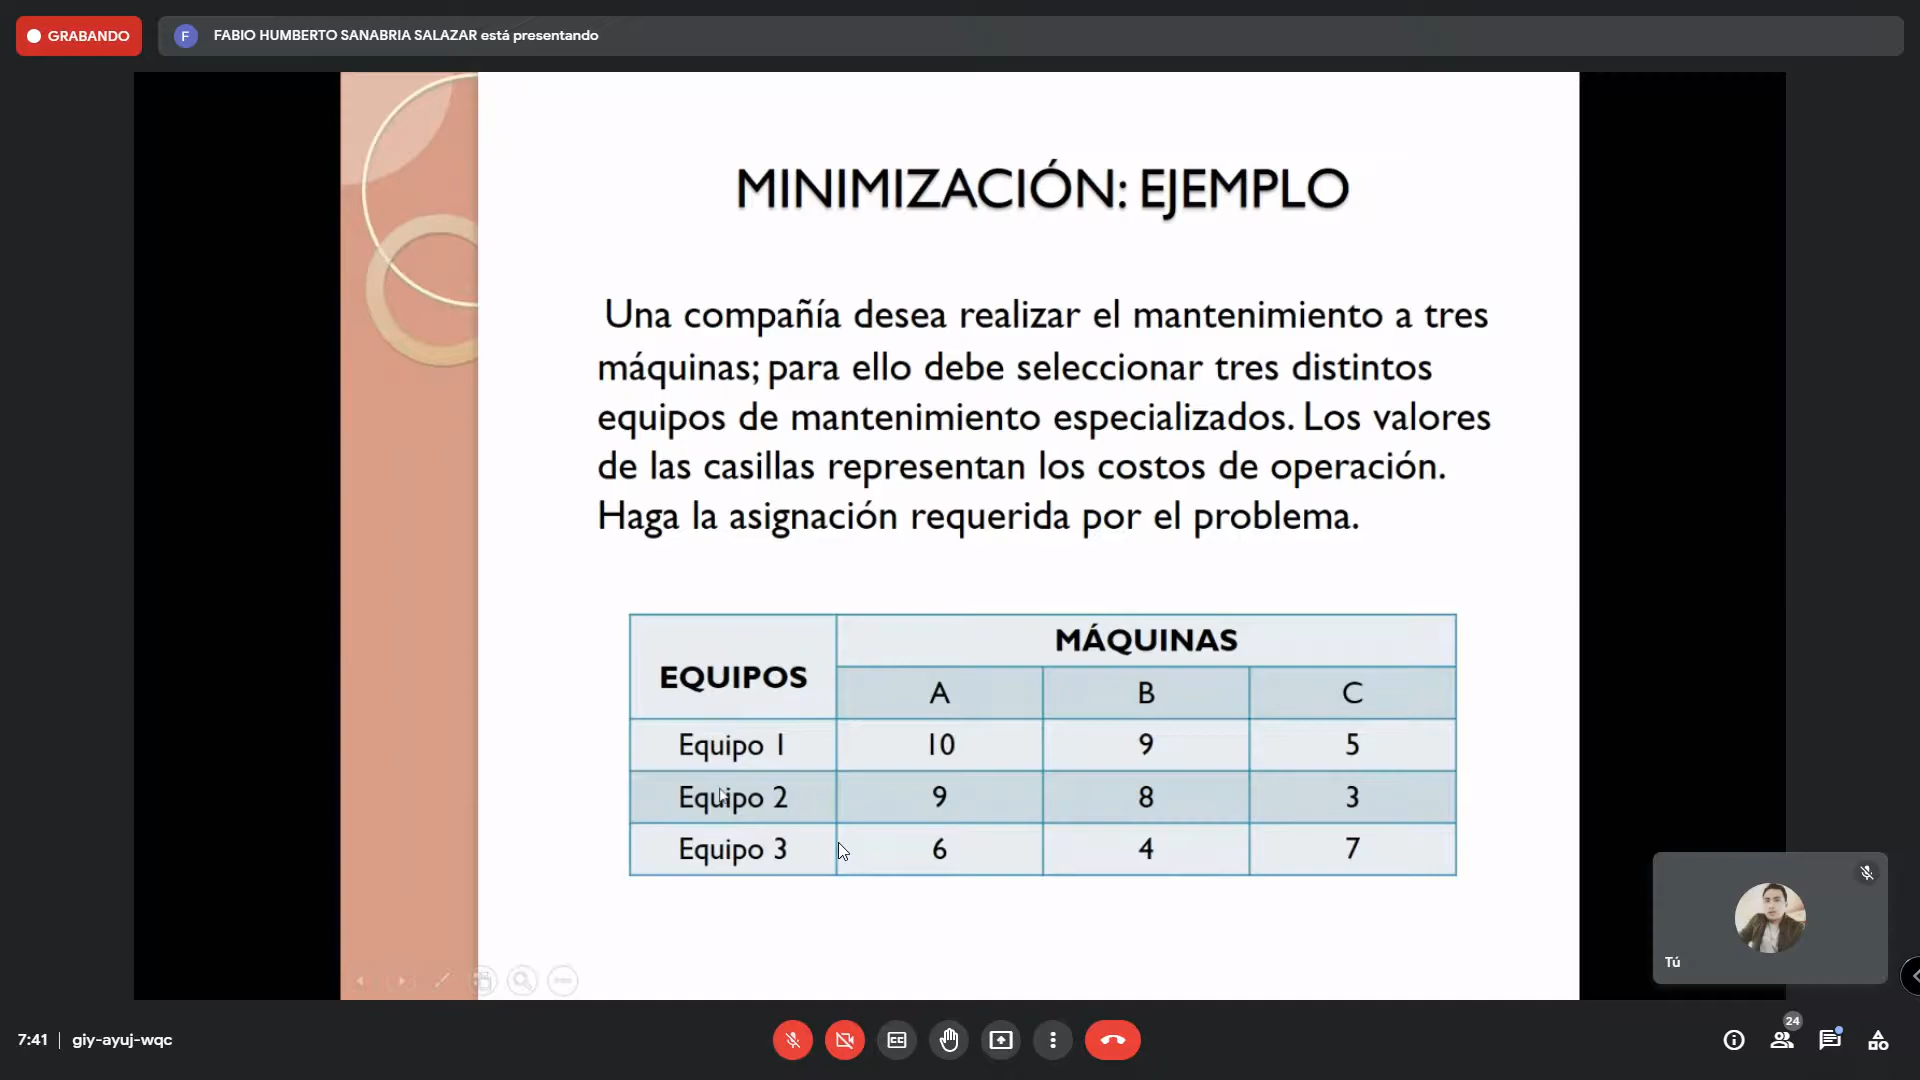 GRABANDO
F
FABIO HUMBERTO SANABRIA SALAZAR está presentando
MINIMIZACIÓN: EJEMPLO
Una compañía desea realizar el mantenimiento a tres
máquinas; para ello debe seleccionar tres distintos
equipos de mantenimiento especializados. Los valores
de las casillas representan los costos de operación.
Haga la asignación requerida por el problema.
EQUIPOS MÁQUINAS
A B C
Equipo 1 10 9 5
Equipo 2 9 8 3
Equipo 3 6 4 7
Tú
7:41 giy-ayuj-wqc
24